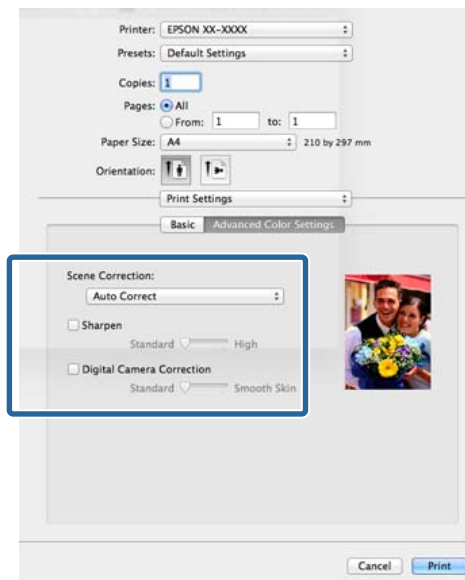 Printer: EPSON XX-XXXX
Presets: Default Settings
Copies: 1
Pages: All
From: 1 to: 1
Paper Size: A4 210 by 297 mm
Orientation:
Print Settings
Basic Advanced Color Settings
Scene Correction:
Auto Correct
Sharpen
Standard High
Digital Camera Correction
Standard Smooth Skin
Cancel Print